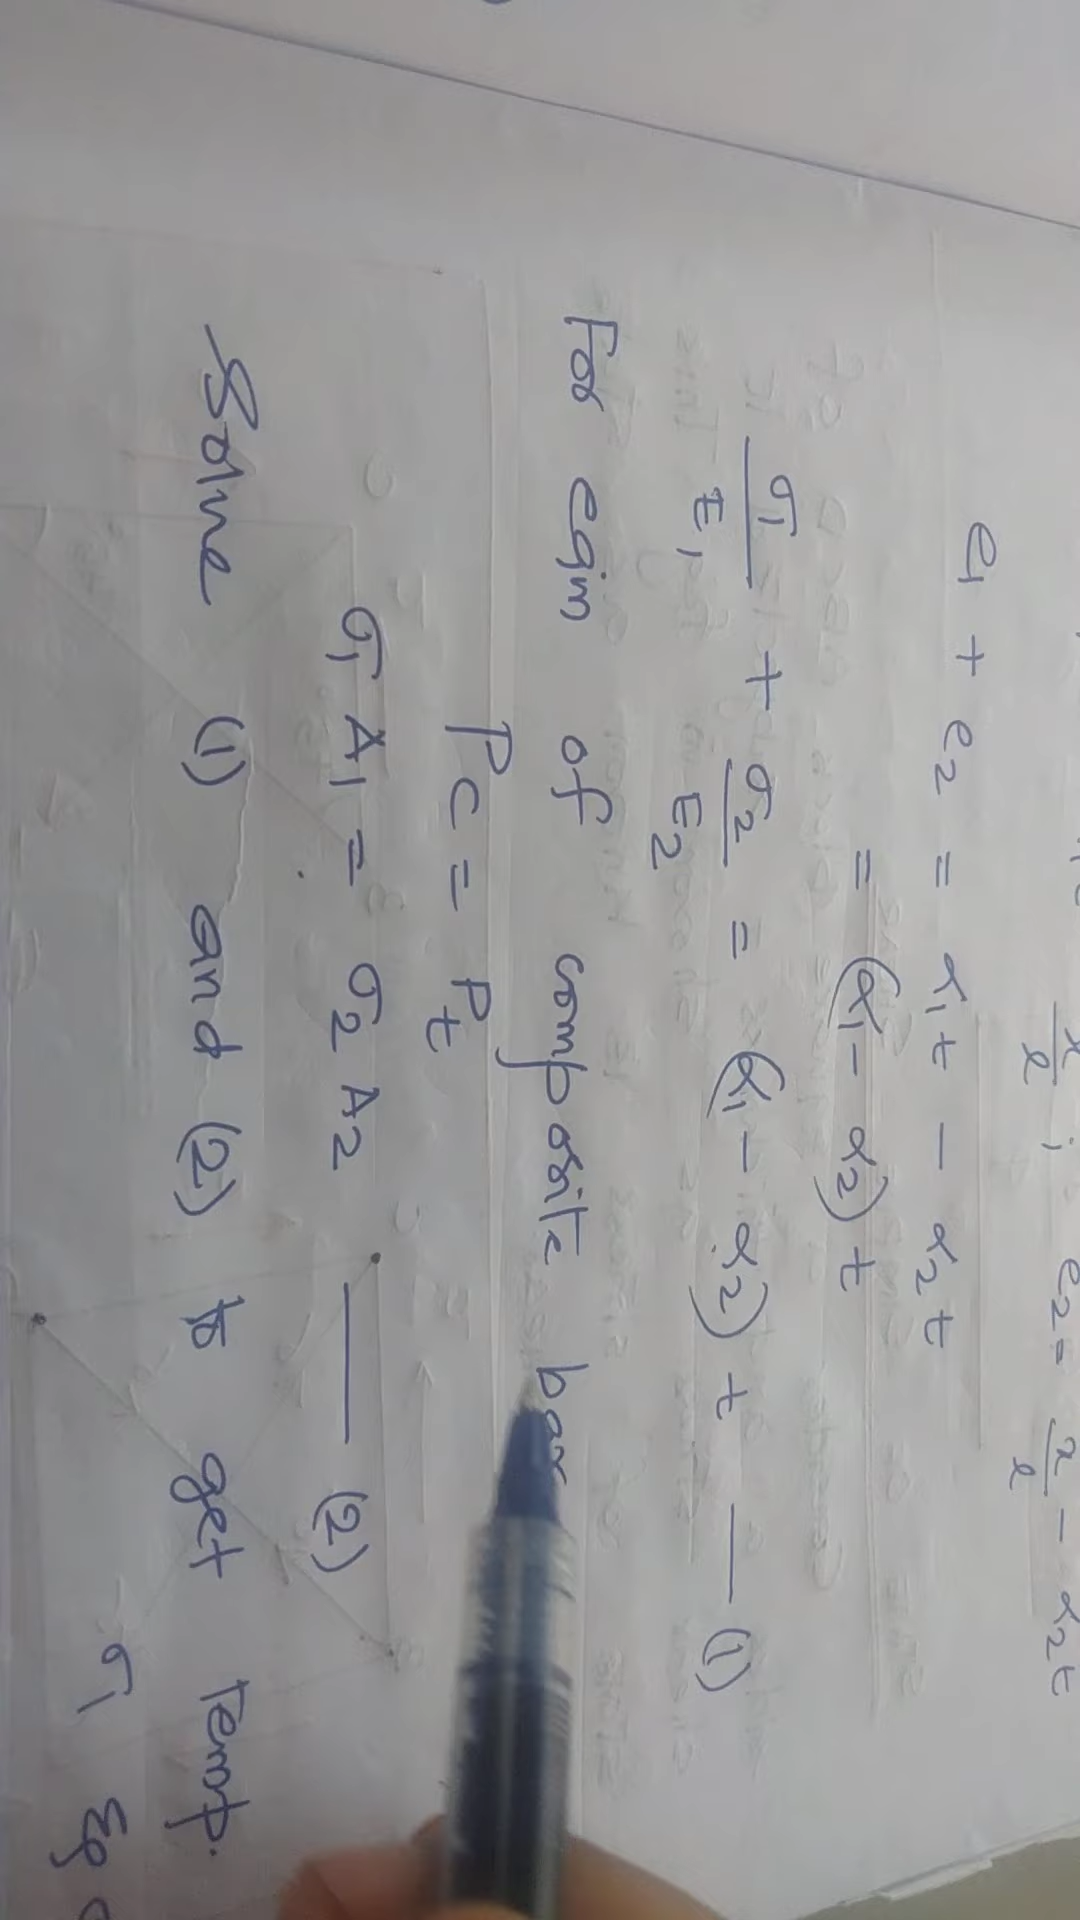 x/l ; e2 = x/l - α2t
e1 + e2 = α1t - α2t
= (α1 - α2)t
σ1/E1 + σ2/E2 = (α1 - α2)t — (1)
For eqm of composite bar
Pc = Pt
σ1 A1 = σ2 A2 — (2)
Solve (1) and (2) to get Temp.
σ1 &